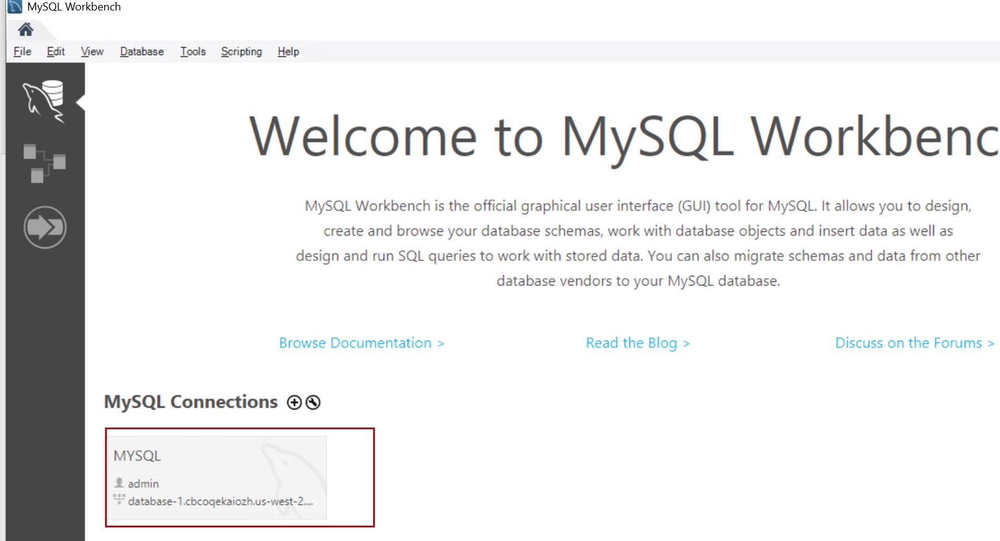 MySQL Workbench
File Edit View Database Tools Scripting Help
Welcome to MySQL Workbenc
MySQL Workbench is the official graphical user interface (GUI) tool for MySQL. It allows you to design,
create and browse your database schemas, work with database objects and insert data as well as
design and run SQL queries to work with stored data. You can also migrate schemas and data from other
database vendors to your MySQL database.
Browse Documentation > Read the Blog > Discuss on the Forums >
MySQL Connections
MYSQL
admin
database-1.cbcoqekaiozh.us-west-2....